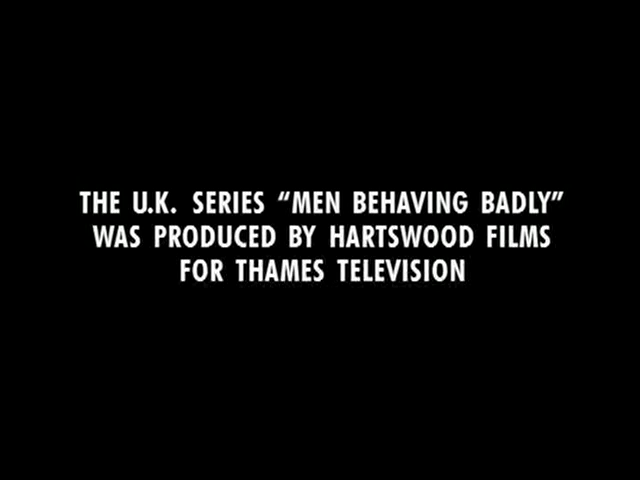 THE U.K. SERIES “MEN BEHAVING BADLY”
WAS PRODUCED BY HARTSWOOD FILMS
FOR THAMES TELEVISION